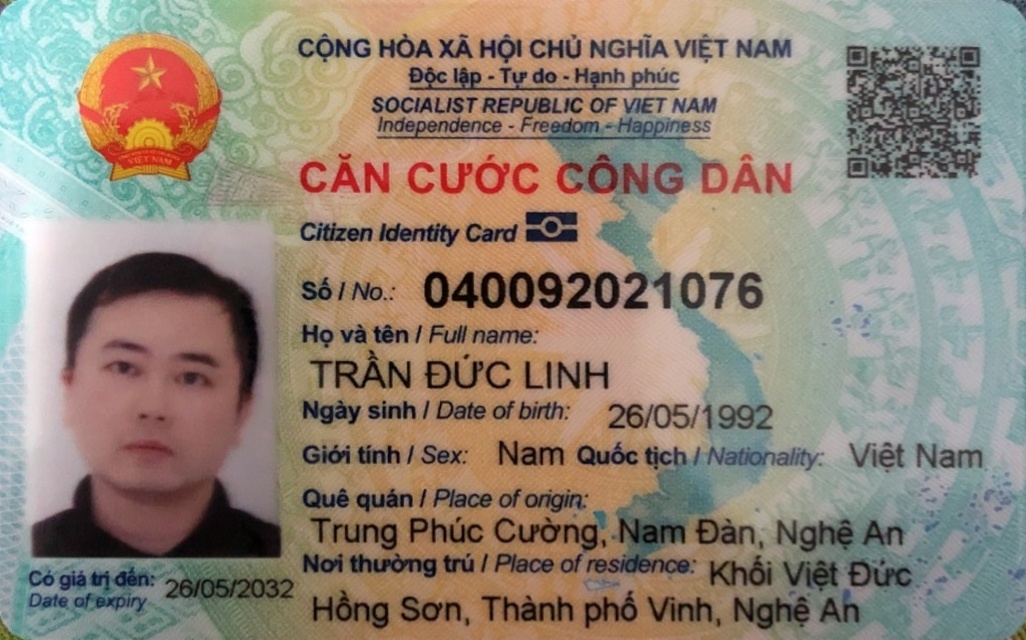 CỘNG HÒA XÃ HỘI CHỦ NGHĨA VIỆT NAM
Độc lập - Tự do - Hạnh phúc
SOCIALIST REPUBLIC OF VIET NAM
Independence - Freedom - Happiness
CĂN CƯỚC CÔNG DÂN
Citizen Identity Card
Số / No.: 040092021076
Họ và tên / Full name:
TRẦN ĐỨC LINH
Ngày sinh / Date of birth: 26/05/1992
Giới tính / Sex: Nam Quốc tịch / Nationality: Việt Nam
Quê quán / Place of origin:
Trung Phúc Cường, Nam Đàn, Nghệ An
Nơi thường trú / Place of residence: Khối Việt Đức
Hồng Sơn, Thành phố Vinh, Nghệ An
Có giá trị đến: 26/05/2032
Date of expiry
VIỆT NAM